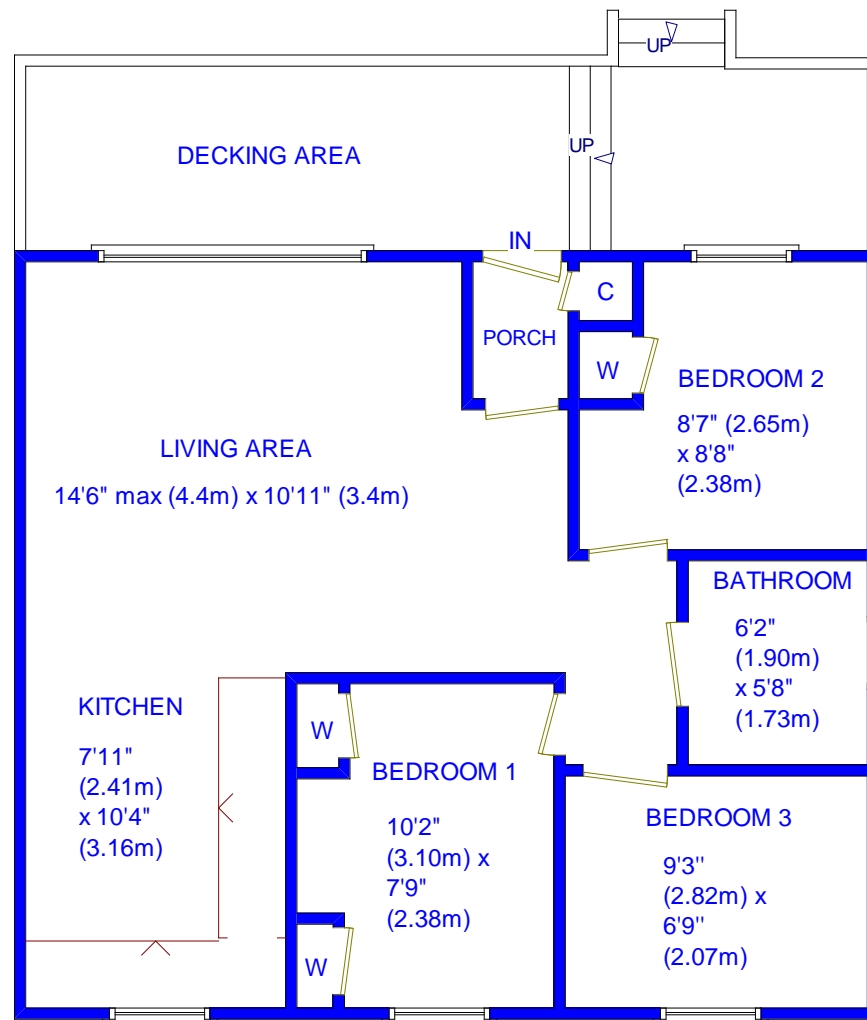 UP
UP
DECKING AREA
IN
C
PORCH
W
BEDROOM 2
8'7" (2.65m)
x 8'8"
(2.38m)
LIVING AREA
14'6" max (4.4m) x 10'11" (3.4m)
BATHROOM
6'2"
(1.90m)
x 5'8"
(1.73m)
KITCHEN
7'11"
(2.41m)
x 10'4"
(3.16m)
W
BEDROOM 1
10'2"
(3.10m) x
7'9"
(2.38m)
W
BEDROOM 3
9'3''
(2.82m) x
6'9''
(2.07m)